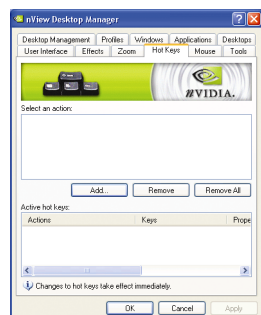 nView Desktop Manager
Desktop Management Profiles Windows Applications Desktops
User Interface Effects Zoom Hot Keys Mouse Tools
NVIDIA.
Select an action:
Add... Remove Remove All
Active hot keys:
Actions Keys Prope
Changes to hot keys take effect immediately.
OK Cancel Apply